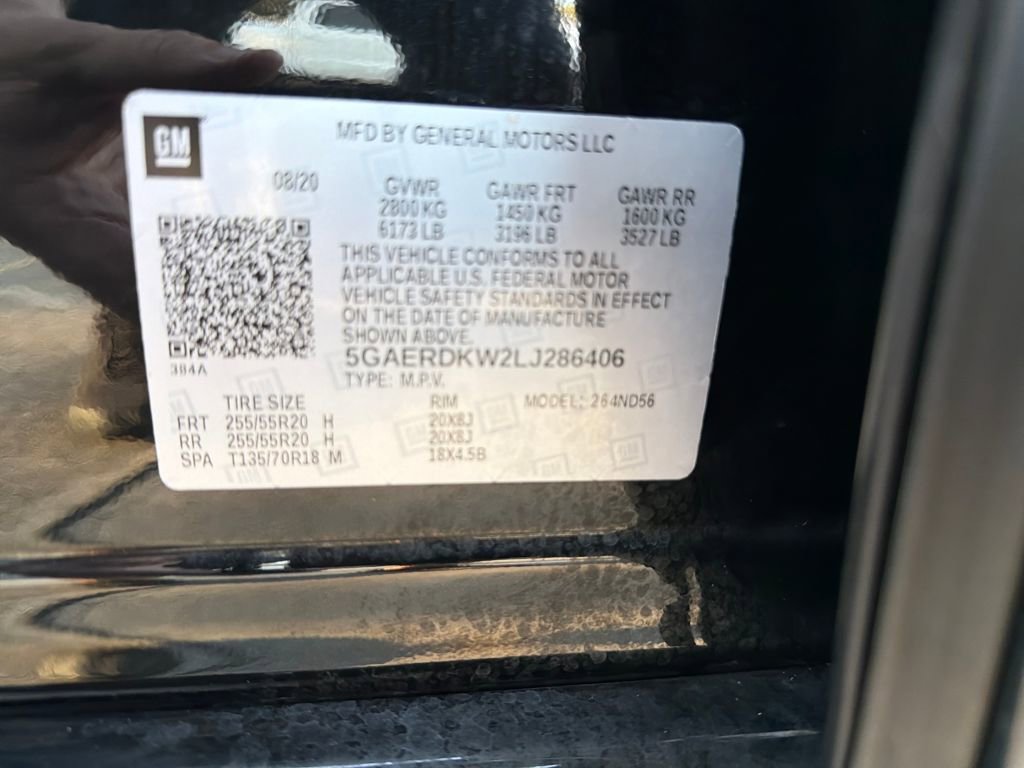 GM
MFD BY GENERAL MOTORS LLC
08/20
GVWR GAWR FRT GAWR RR
2800 KG 1450 KG 1600 KG
6173 LB 3196 LB 3527 LB
THIS VEHICLE CONFORMS TO ALL
APPLICABLE U.S. FEDERAL MOTOR
VEHICLE SAFETY STANDARDS IN EFFECT
ON THE DATE OF MANUFACTURE
SHOWN ABOVE.
5GAERDKW2LJ286406
384A
TYPE: M.P.V.
TIRE SIZE RIM MODEL: 264ND56
FRT 255/55R20 H 20X8J
RR 255/55R20 H 20X8J
SPA T135/70R18 M 18X4.5B